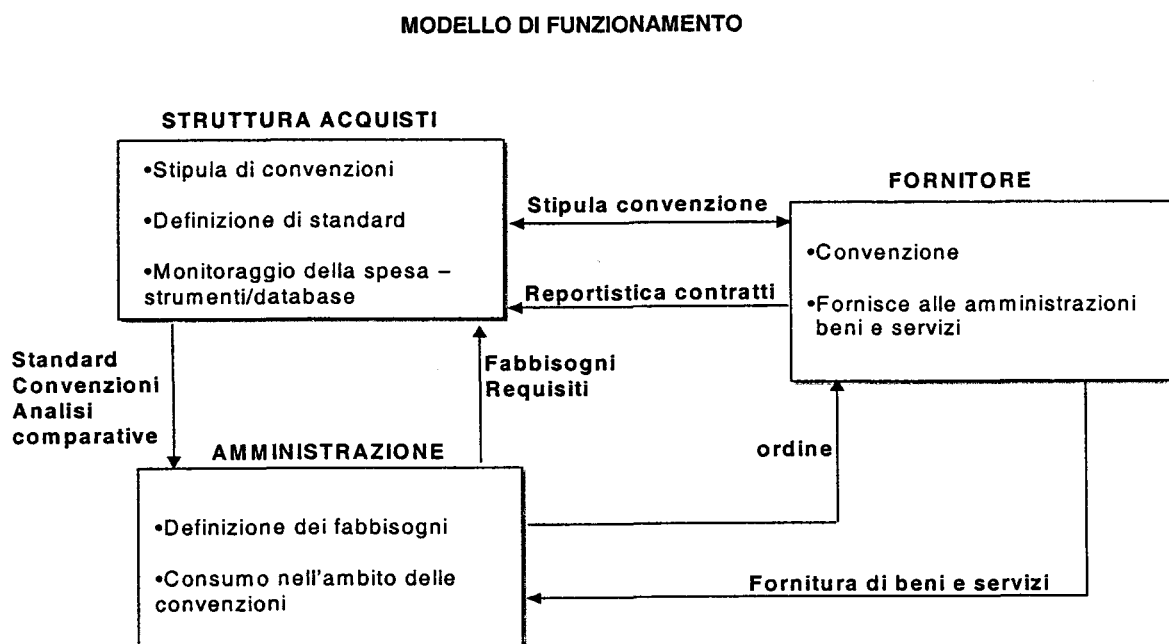 MODELLO DI FUNZIONAMENTO
STRUTTURA ACQUISTI
•Stipula di convenzioni
•Definizione di standard
•Monitoraggio della spesa –
strumenti/database
Stipula convenzione
Reportistica contratti
FORNITORE
•Convenzione
•Fornisce alle amministrazioni
beni e servizi
Standard
Convenzioni
Analisi
comparative
Fabbisogni
Requisiti
AMMINISTRAZIONE
•Definizione dei fabbisogni
•Consumo nell'ambito delle
convenzioni
ordine
Fornitura di beni e servizi